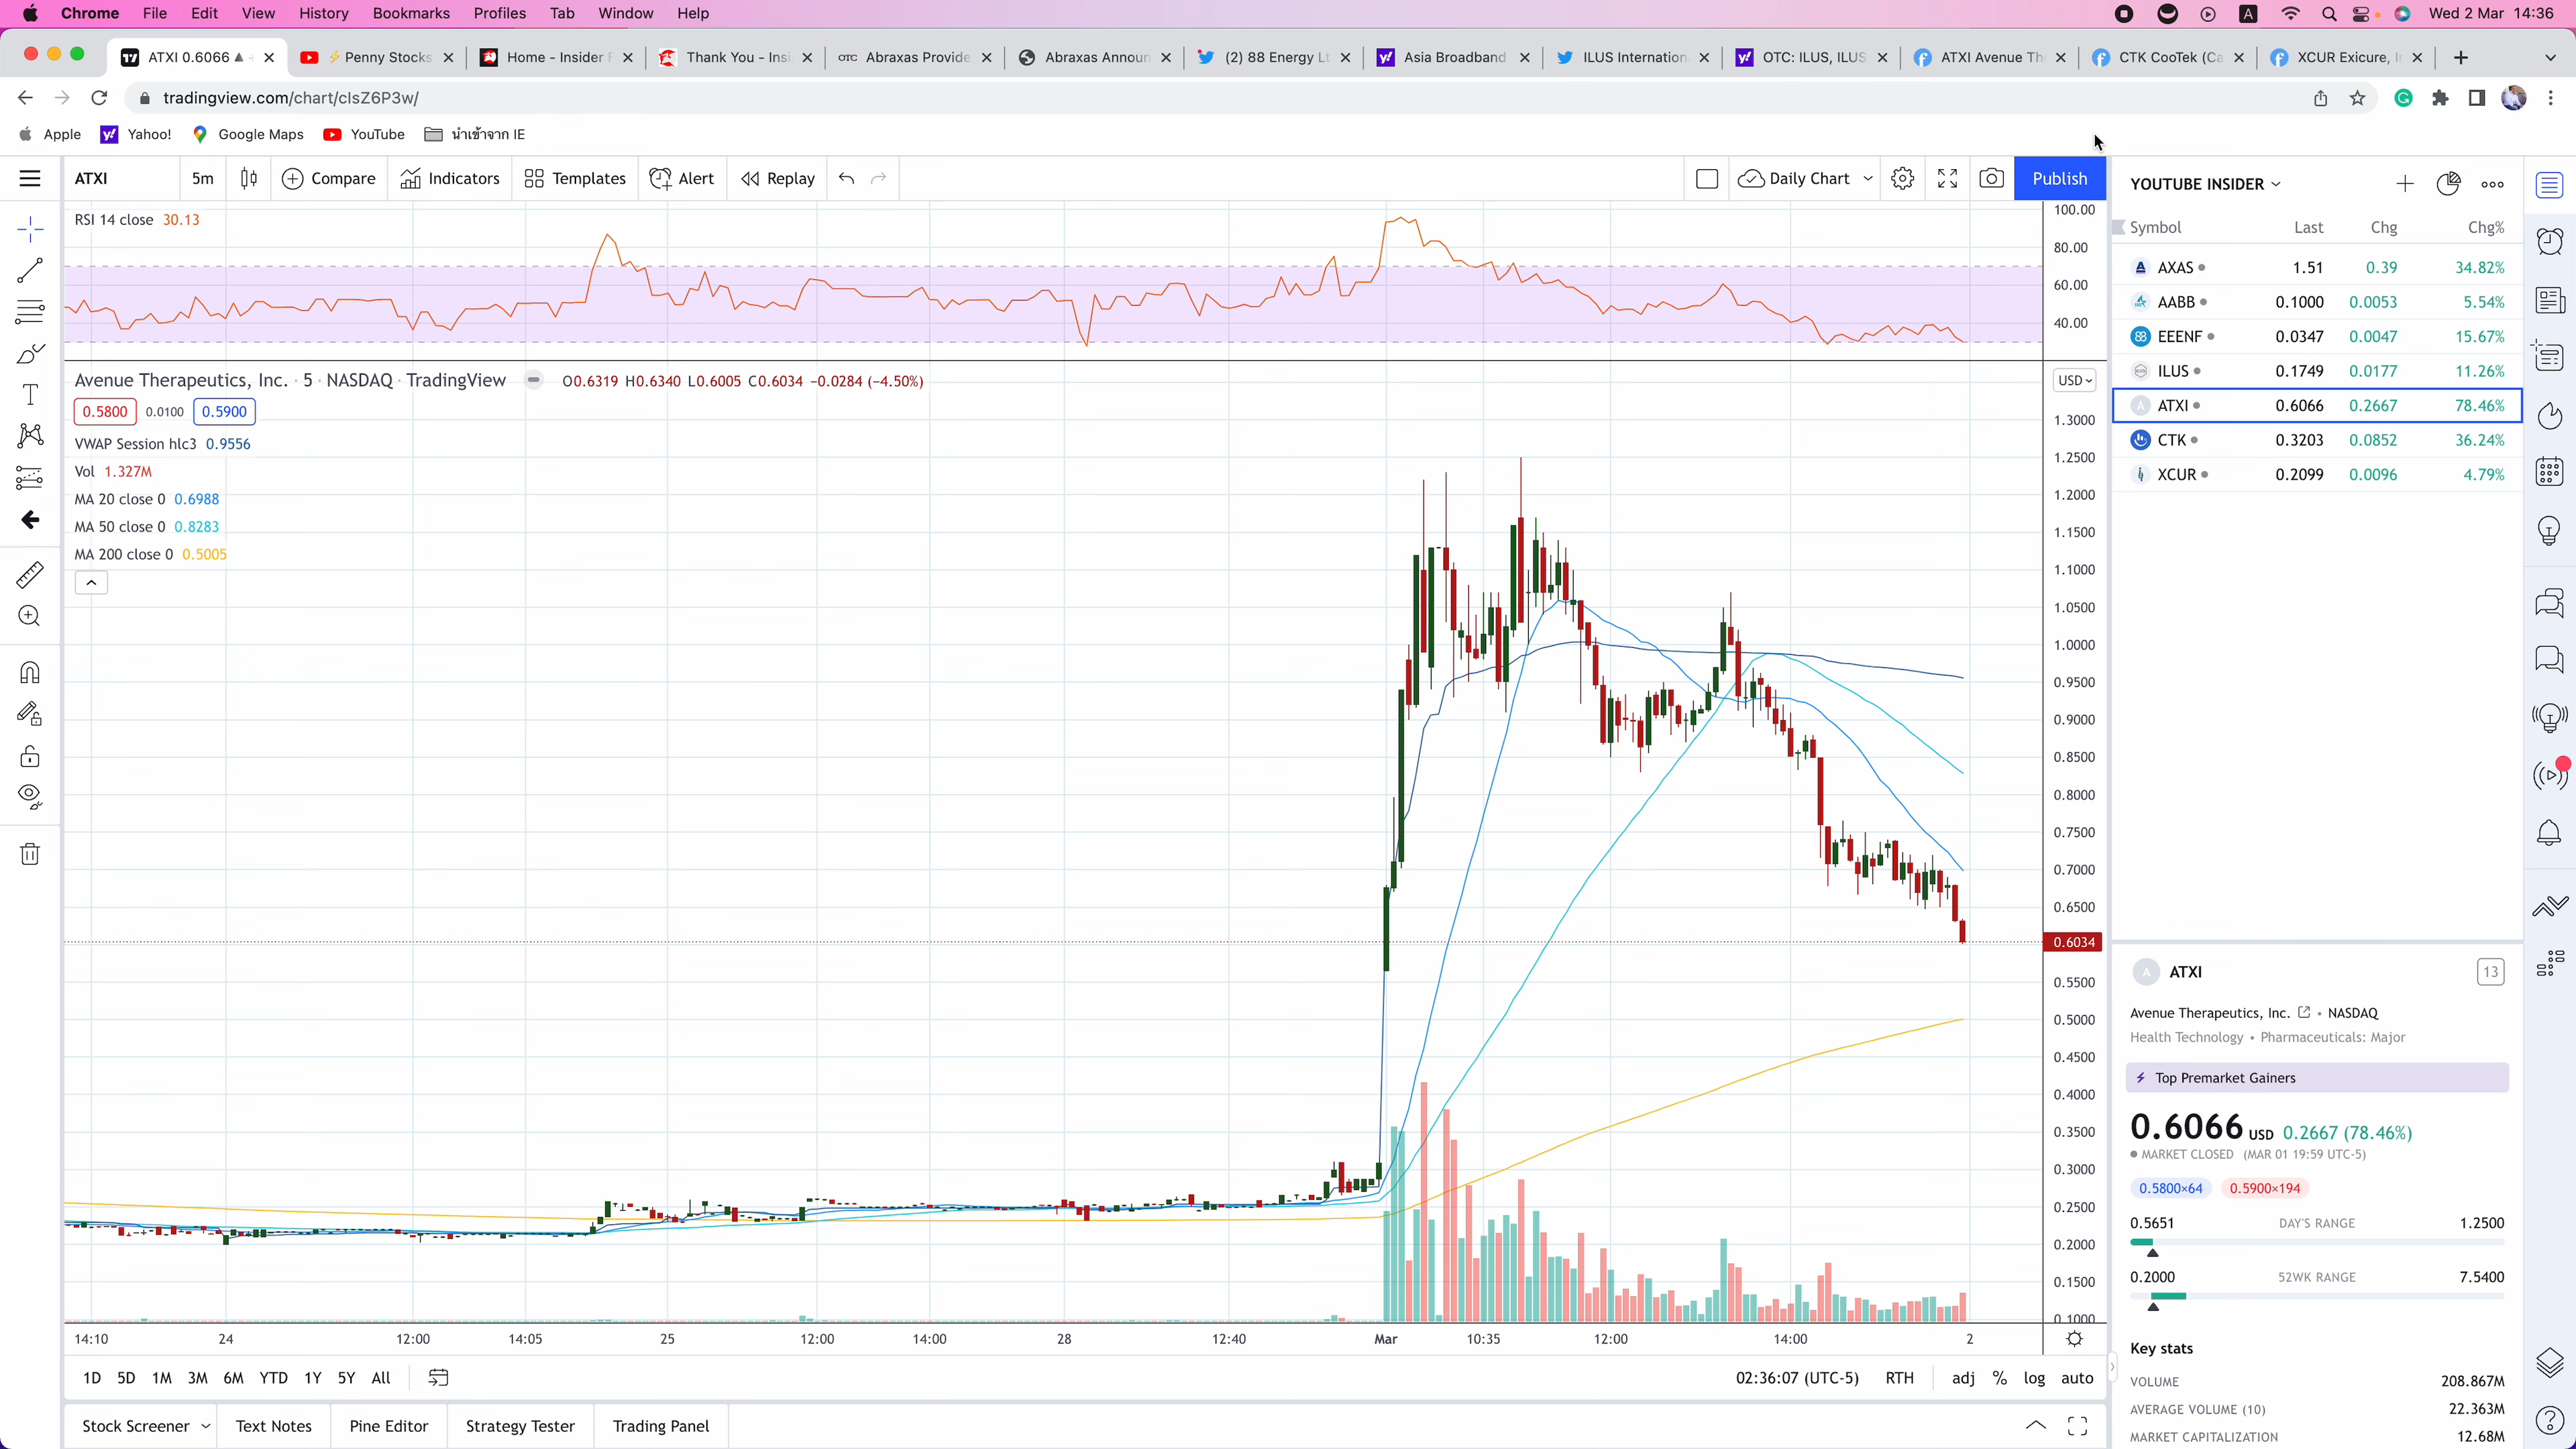 Chrome File Edit View History Bookmarks Profiles Tab Window Help A Wed 2 Mar 14:36
ATXI 0.6066 ▲ Penny Stocks Home - Insider Thank You - Insi OTC Abraxas Provide Abraxas Announ (2) 88 Energy Lt Asia Broadband ILUS Internation OTC: ILUS, ILUS ATXI Avenue Th CTK CooTek (Ca XCUR Exicure, I
tradingview.com/chart/cIsZ6P3w/
Apple Yahoo! Google Maps YouTube นำเข้าจาก IE
ATXI 5m Compare Indicators Templates Alert Replay Daily Chart Publish
YOUTUBE INSIDER
RSI 14 close 30.13
100.00
80.00
60.00
40.00
Avenue Therapeutics, Inc. · 5 · NASDAQ · TradingView O0.6319 H0.6340 L0.6005 C0.6034 −0.0284 (−4.50%)
USD
0.5800 0.0100 0.5900
VWAP Session hlc3 0.9556
Vol 1.327M
MA 20 close 0 0.6988
MA 50 close 0 0.8283
MA 200 close 0 0.5005
1.3000
1.2500
1.2000
1.1500
1.1000
1.0500
1.0000
0.9500
0.9000
0.8500
0.8000
0.7500
0.7000
0.6500
0.6034
0.5500
0.5000
0.4500
0.4000
0.3500
0.3000
0.2500
0.2000
0.1500
0.1000
14:10 24 12:00 14:05 25 12:00 14:00 28 12:40 Mar 10:35 12:00 14:00 2
1D 5D 1M 3M 6M YTD 1Y 5Y All 02:36:07 (UTC-5) RTH adj % log auto
Stock Screener Text Notes Pine Editor Strategy Tester Trading Panel
Symbol Last Chg Chg%
AXAS 1.51 0.39 34.82%
AABB 0.1000 0.0053 5.54%
88 EEENF 0.0347 0.0047 15.67%
ILUS 0.1749 0.0177 11.26%
A ATXI 0.6066 0.2667 78.46%
CTK 0.3203 0.0852 36.24%
XCUR 0.2099 0.0096 4.79%
A ATXI 13
Avenue Therapeutics, Inc. • NASDAQ
Health Technology • Pharmaceuticals: Major
Top Premarket Gainers
0.6066 USD 0.2667 (78.46%)
MARKET CLOSED (MAR 01 19:59 UTC-5)
0.5800×64 0.5900×194
0.5651 DAY'S RANGE 1.2500
0.2000 52WK RANGE 7.5400
Key stats
VOLUME 208.867M
AVERAGE VOLUME (10) 22.363M
MARKET CAPITALIZATION 12.68M